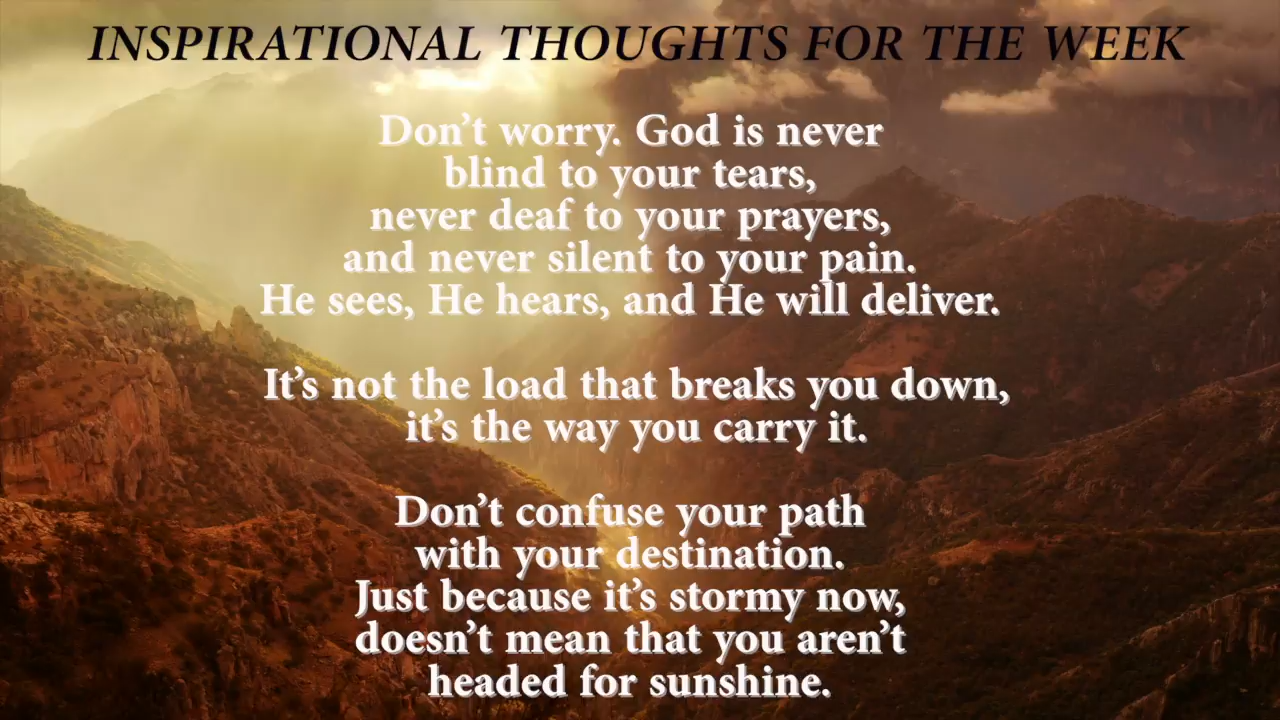 INSPIRATIONAL THOUGHTS FOR THE WEEK
Don’t worry. God is never
blind to your tears,
never deaf to your prayers,
and never silent to your pain.
He sees, He hears, and He will deliver.
It’s not the load that breaks you down,
it’s the way you carry it.
Don’t confuse your path
with your destination.
Just because it’s stormy now,
doesn’t mean that you aren’t
headed for sunshine.